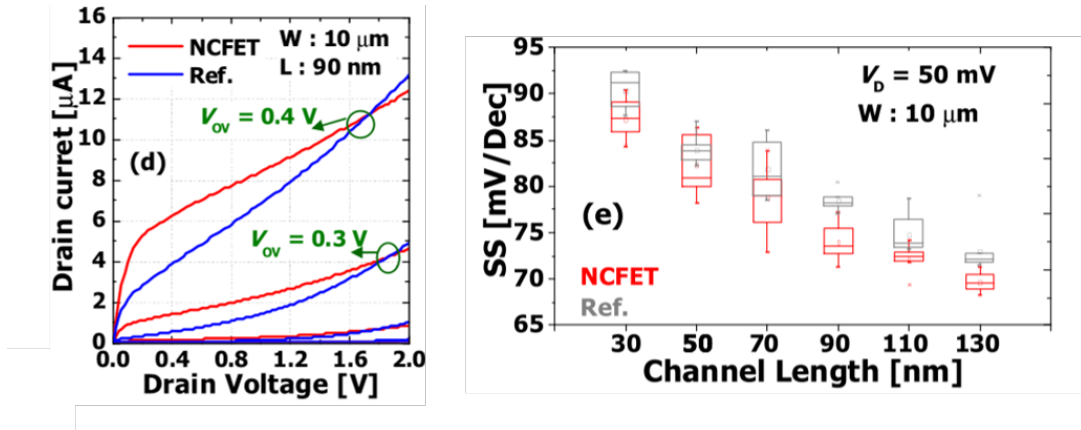 16
14
12
10
8
6
4
2
0
Drain curret [μA]
NCFET
Ref.
W : 10 μm
L : 90 nm
V_OV = 0.4 V
(d)
V_OV = 0.3 V
0.0 0.4 0.8 1.2 1.6 2.0
Drain Voltage [V]
95
90
85
80
75
70
65
SS [mV/Dec]
V_D = 50 mV
W : 10 μm
(e)
NCFET
Ref.
30 50 70 90 110 130
Channel Length [nm]